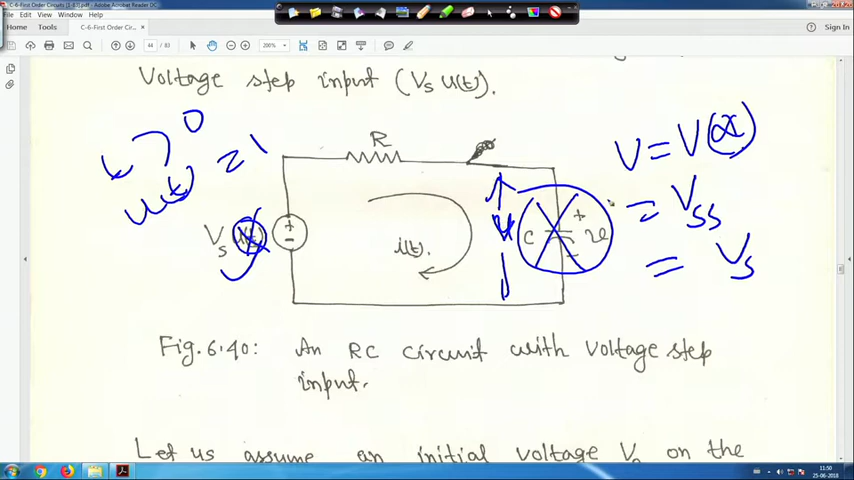 C-6-First Order Circuits [1-83].pdf - Adobe Acrobat Reader DC
File Edit View Window Help
Home Tools
C-6-First Order Circuits ... ×
Sign In
44 / 83
200%
Voltage step input (Vs u(t)).
t > 0
u(t) = 1
R
V = V(∞)
= Vss
= Vs
Vs u(t)
+
-
i(t).
C
+
v
-
Fig. 6.40: An RC circuit with voltage step
input.
Let us assume an initial voltage V0 on the
11:50
25-06-2018